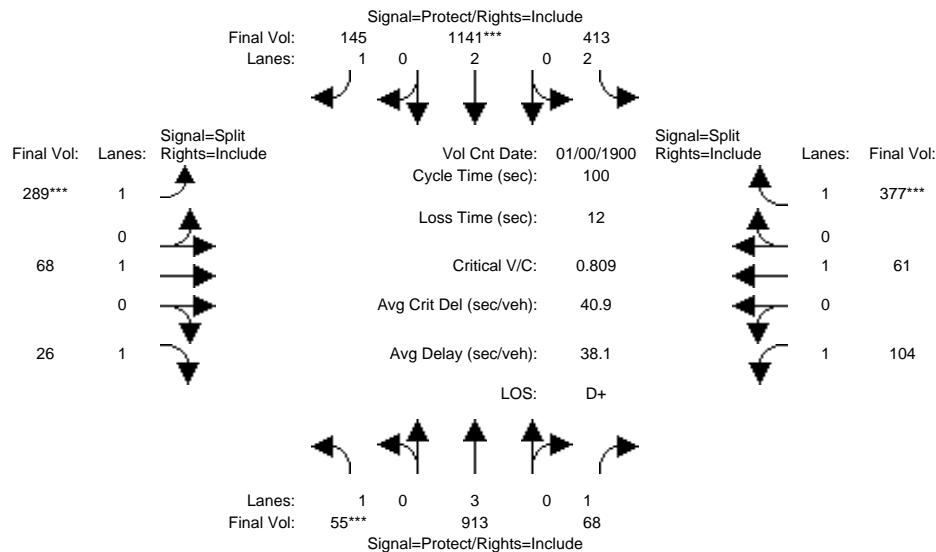 Signal=Protect/Rights=Include
Final Vol: 145 1141*** 413
Lanes: 1 0 2 0 2
Signal=Split
Final Vol: Lanes: Rights=Include
Vol Cnt Date: 01/00/1900
Signal=Split
Rights=Include Lanes: Final Vol:
Cycle Time (sec): 100
289*** 1
1 377***
Loss Time (sec): 12
0
0
68 1
Critical V/C: 0.809
1 61
0
Avg Crit Del (sec/veh): 40.9
0
26 1
Avg Delay (sec/veh): 38.1
1 104
LOS: D+
Lanes: 1 0 3 0 1
Final Vol: 55*** 913 68
Signal=Protect/Rights=Include